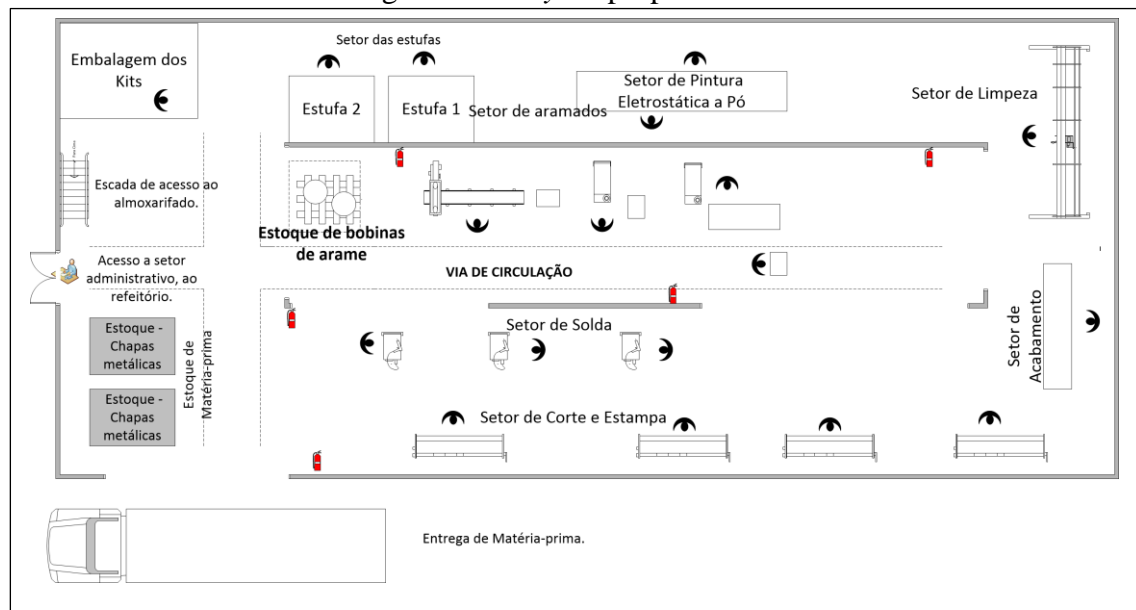 Setor das estufas
Embalagem dos
Kits
Estufa 2
Estufa 1
Setor de aramados
Setor de Pintura
Eletrostática a Pó
Setor de Limpeza
Escada de acesso ao
almoxarifado.
Estoque de bobinas
de arame
Acesso a setor
administrativo, ao
refeitório.
VIA DE CIRCULAÇÃO
Estoque -
Chapas
metálicas
Estoque -
Chapas
metálicas
Estoque de
Matéria-prima
Setor de Solda
Setor de
Acabamento
Setor de Corte e Estampa
Entrega de Matéria-prima.